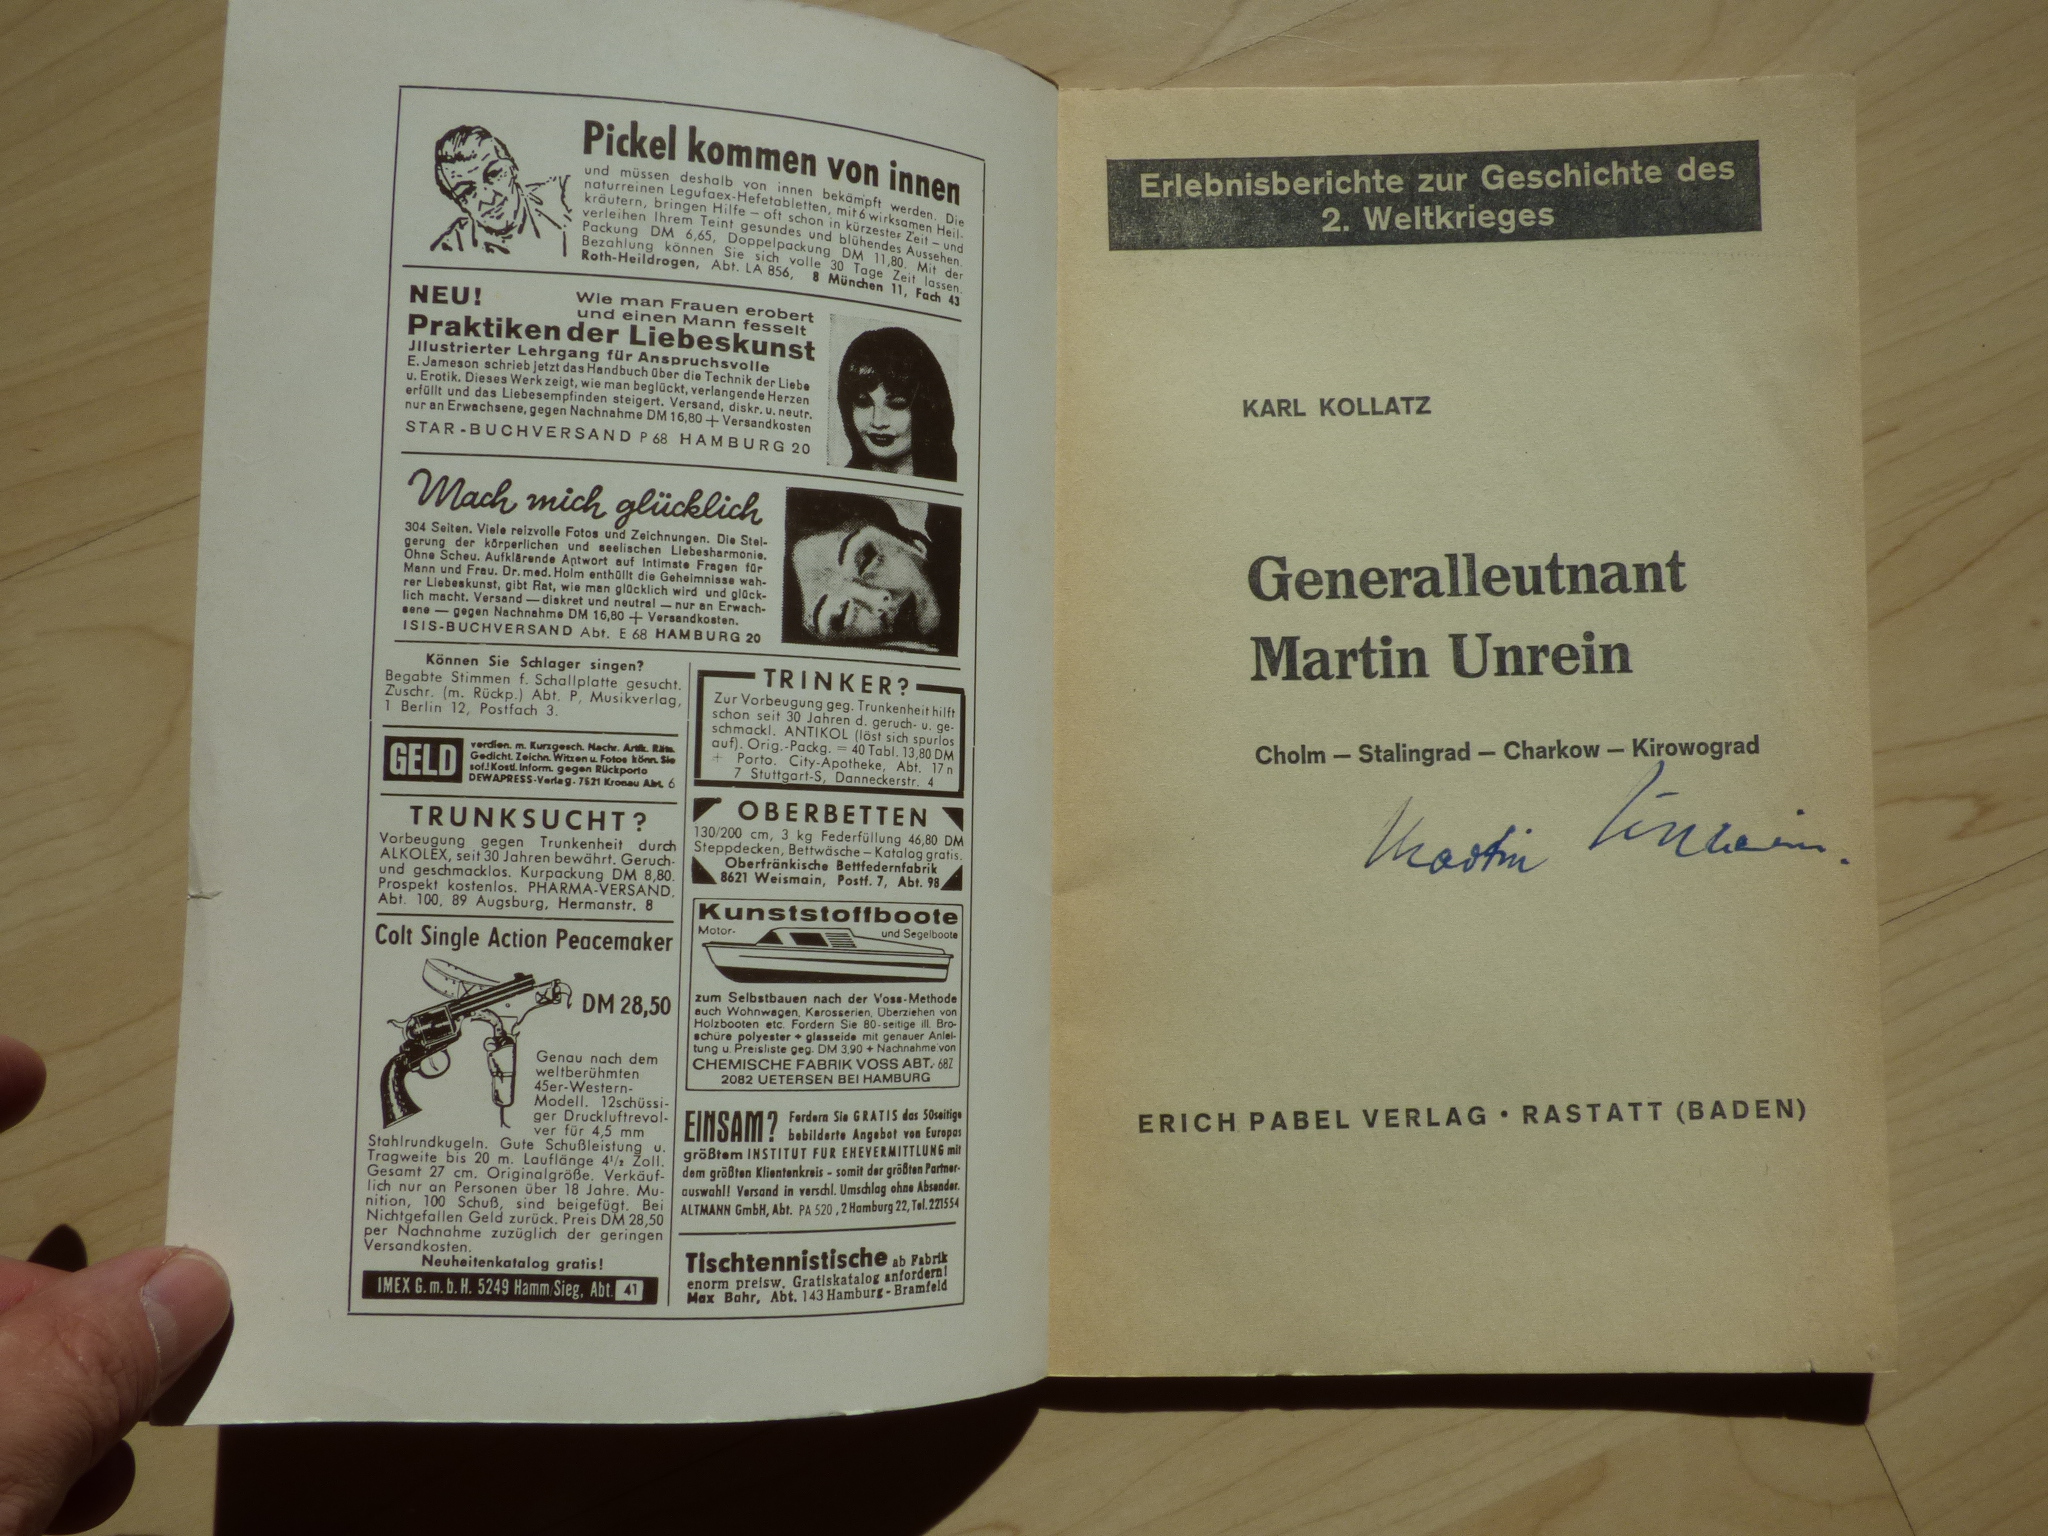 Pickel kommen von innen
und müssen deshalb von innen bekämpft werden. Die
naturreinen Legufaex-Hefetabletten, mit 6 wirksamen Heil-
kräutern, bringen Hilfe – oft schon in kürzester Zeit – und
verleihen Ihrem Teint gesundes und blühendes Aussehen.
Packung DM 6,65, Doppelpackung DM 11,80. Mit der
Bezahlung können Sie sich volle 30 Tage Zeit lassen.
Roth-Heildrogen, Abt. LA 856, 8 München 11, Fach 43
NEU!
Wie man Frauen erobert
und einen Mann fesselt
Praktiken der Liebeskunst
Jllustrierter Lehrgang für Anspruchsvolle
E. Jameson schrieb jetzt das Handbuch über die Technik der Liebe
u. Erotik. Dieses Werk zeigt, wie man beglückt, verlangende Herzen
erfüllt und das Liebesempfinden steigert. Versand, diskr. u. neutr.
nur an Erwachsene, gegen Nachnahme DM 16,80 + Versandkosten
STAR-BUCHVERSAND P 68 HAMBURG 20
Mach mich glücklich
304 Seiten. Viele reizvolle Fotos und Zeichnungen. Die Stei-
gerung der körperlichen und seelischen Liebesharmonie.
Ohne Scheu. Aufklärende Antwort auf intimste Fragen für
Mann und Frau. Dr. med. Holm enthüllt die Geheimnisse wah-
rer Liebeskunst, gibt Rat, wie man glücklich wird und glück-
lich macht. Versand — diskret und neutral — nur an Erwach-
sene — gegen Nachnahme DM 16,80 + Versandkosten.
ISIS-BUCHVERSAND Abt. E 68 HAMBURG 20
Können Sie Schlager singen?
Begabte Stimmen f. Schallplatte gesucht.
Zuschr. (m. Rückp.) Abt. P, Musikverlag,
1 Berlin 12, Postfach 3.
GELD
verdien. m. Kurzgesch. Nachr. Artik. Räts.
Gedicht. Zeichn. Witzen u. Fotos könn. Sie
sof.! Kostl. Inform. gegen Rückporto
DEWAPRESS-Verlag · 7521 Kronau Abt. 6
TRUNKSUCHT?
Vorbeugung gegen Trunkenheit durch
ALKOLEX, seit 30 Jahren bewährt. Geruch-
und geschmacklos. Kurpackung DM 8,80.
Prospekt kostenlos. PHARMA-VERSAND.
Abt. 100, 89 Augsburg, Hermanstr. 8
Colt Single Action Peacemaker
DM 28,50
Genau nach dem
weltberühmten
45er-Western-
Modell. 12schüssi-
ger Druckluftrevol-
ver für 4,5 mm
Stahlrundkugeln. Gute Schußleistung u.
Tragweite bis 20 m. Lauflänge 4½ Zoll.
Gesamt 27 cm. Originalgröße. Verkäuf-
lich nur an Personen über 18 Jahre. Mu-
nition, 100 Schuß, sind beigefügt. Bei
Nichtgefallen Geld zurück. Preis DM 28,50
per Nachnahme zuzüglich der geringen
Versandkosten.
Neuheitenkatalog gratis!
IMEX G.m.b.H. 5249 Hamm/Sieg, Abt. 41
TRINKER?
Zur Vorbeugung geg. Trunkenheit hilft
schon seit 30 Jahren d. geruch- u. ge-
schmackl. ANTIKOL (löst sich spurlos
auf). Orig.-Packg. = 40 Tabl. 13,80 DM
+ Porto. City-Apotheke, Abt. 17 n
7 Stuttgart-S, Danneckerstr. 4
OBERBETTEN
130/200 cm, 3 kg Federfüllung 46,80 DM
Steppdecken, Bettwäsche – Katalog gratis.
Oberfränkische Bettfedernfabrik
8621 Weismain, Postf. 7, Abt. 98
Kunststoffboote
Motor- und Segelboote
zum Selbstbauen nach der Voss-Methode
auch Wohnwagen, Karosserien, Überziehen von
Holzbooten etc. Fordern Sie 80-seitige ill. Bro-
schüre polyester + glasseide mit genauer Anlei-
tung u. Preisliste geg. DM 3,90 + Nachnahme von
CHEMISCHE FABRIK VOSS ABT. 68Z
2082 UETERSEN BEI HAMBURG
EINSAM? Fordern Sie GRATIS das 50seitige
bebilderte Angebot von Europas
größtem INSTITUT FÜR EHEVERMITTLUNG mit
dem größten Klientenkreis – somit der größten Partner-
auswahl! Versand in verschl. Umschlag ohne Absender.
ALTMANN GmbH, Abt. PA 520, 2 Hamburg 22, Tel. 221554
Tischtennistische ab Fabrik
enorm preisw. Gratiskatalog anfordern!
Max Bahr, Abt. 143 Hamburg-Bramfeld
Erlebnisberichte zur Geschichte des
2. Weltkrieges
KARL KOLLATZ
Generalleutnant
Martin Unrein
Cholm – Stalingrad – Charkow – Kirowograd
Martin Unrein.
ERICH PABEL VERLAG · RASTATT (BADEN)